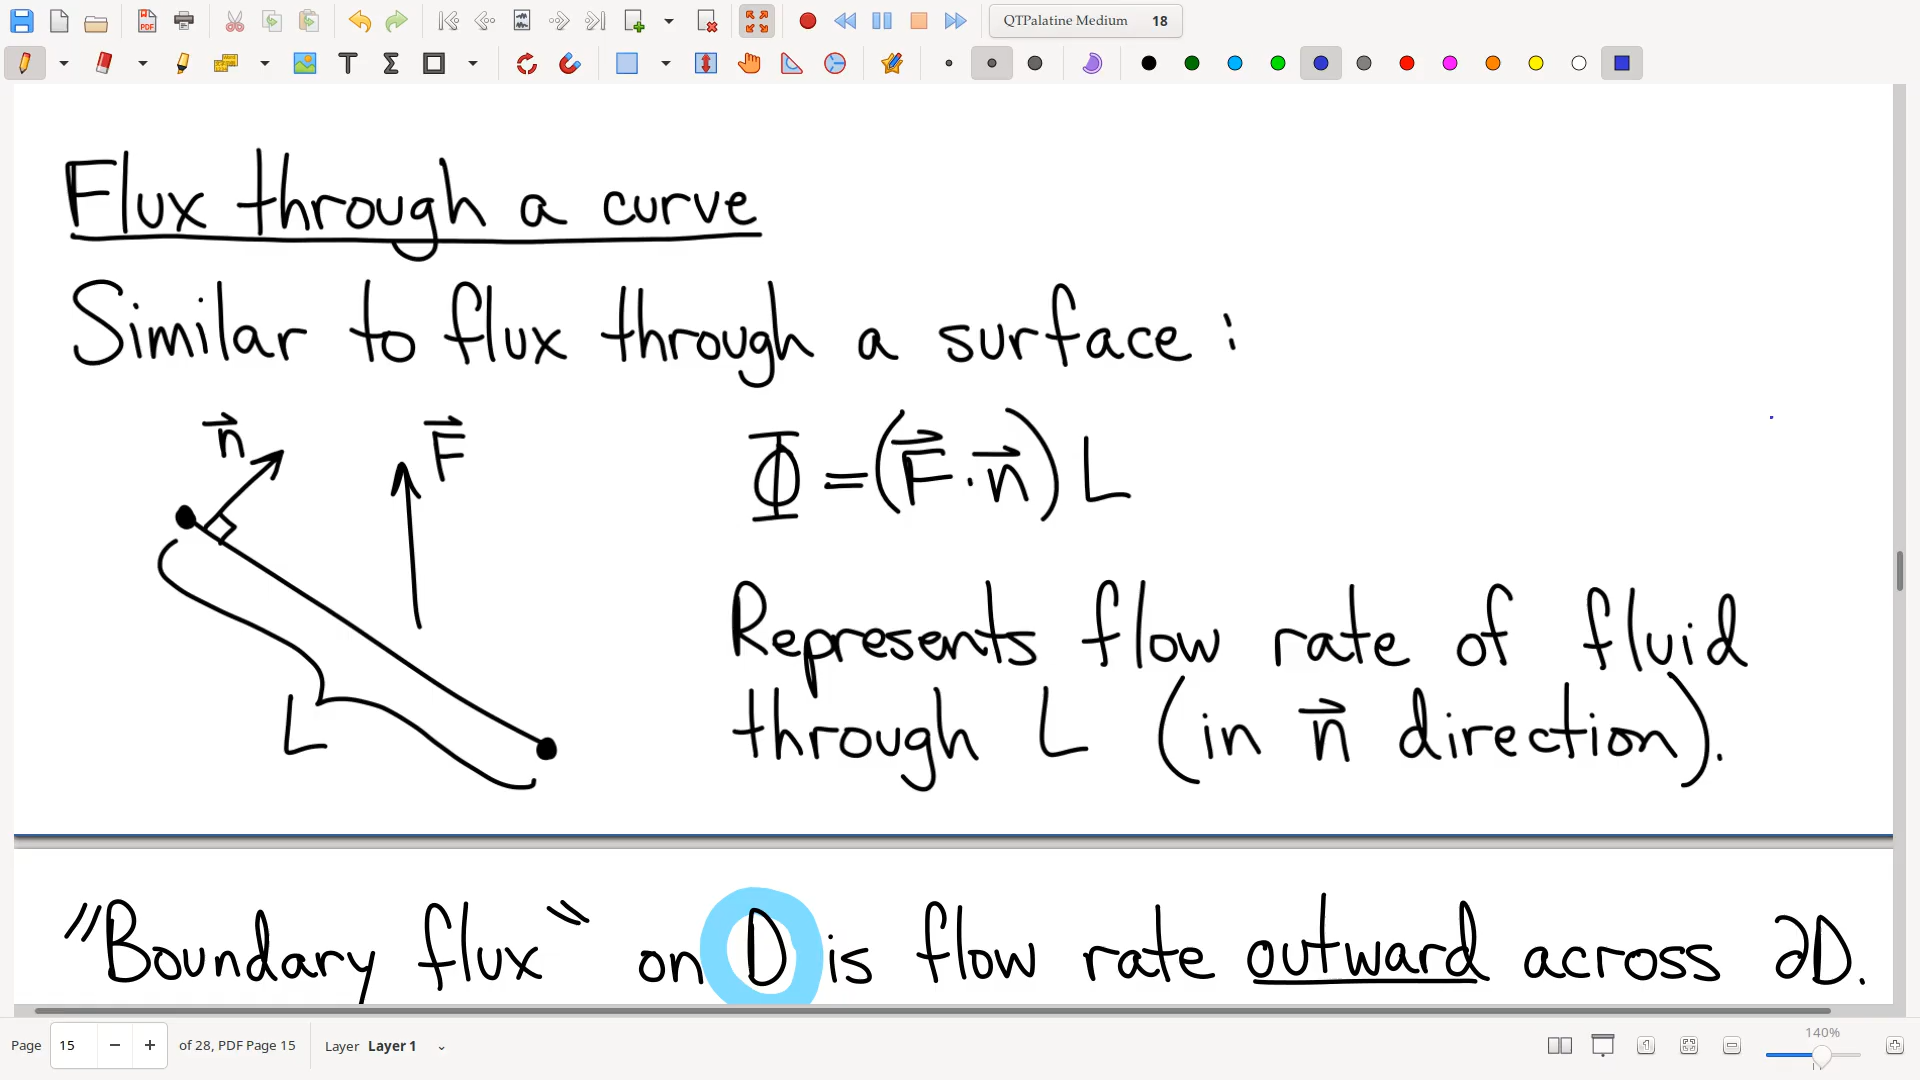 QTPalatine Medium 18
Flux through a curve
Similar to flux through a surface :
n⃗ F⃗ Φ = (F⃗ · n⃗) L
Represents flow rate of fluid
through L (in n⃗ direction).
L
"Boundary flux" on D is flow rate outward across ∂D.
Page 15 − + of 28, PDF Page 15 Layer Layer 1 140%